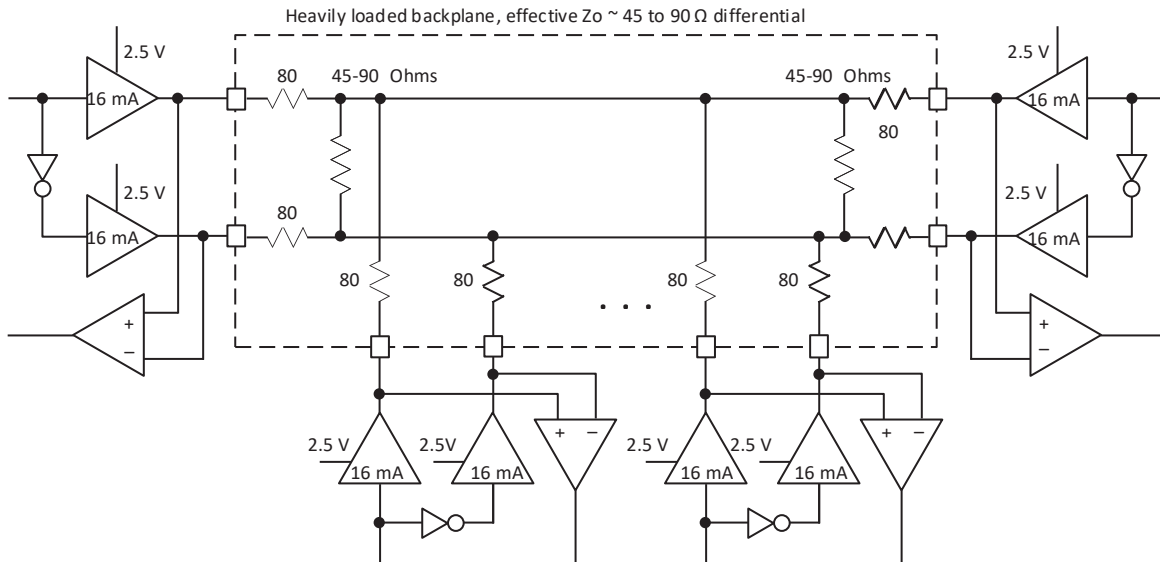 Heavily loaded backplane, effective Zo ~ 45 to 90 Ω differential
2.5 V
2.5 V
80
45-90 Ohms
45-90 Ohms
16 mA
16 mA
80
2.5 V
2.5 V
80
16 mA
16 mA
80
80
80
80
+
−
. . .
+
−
2.5 V
2.5V
+
−
2.5 V
2.5 V
+
−
16 mA
16 mA
16 mA
16 mA